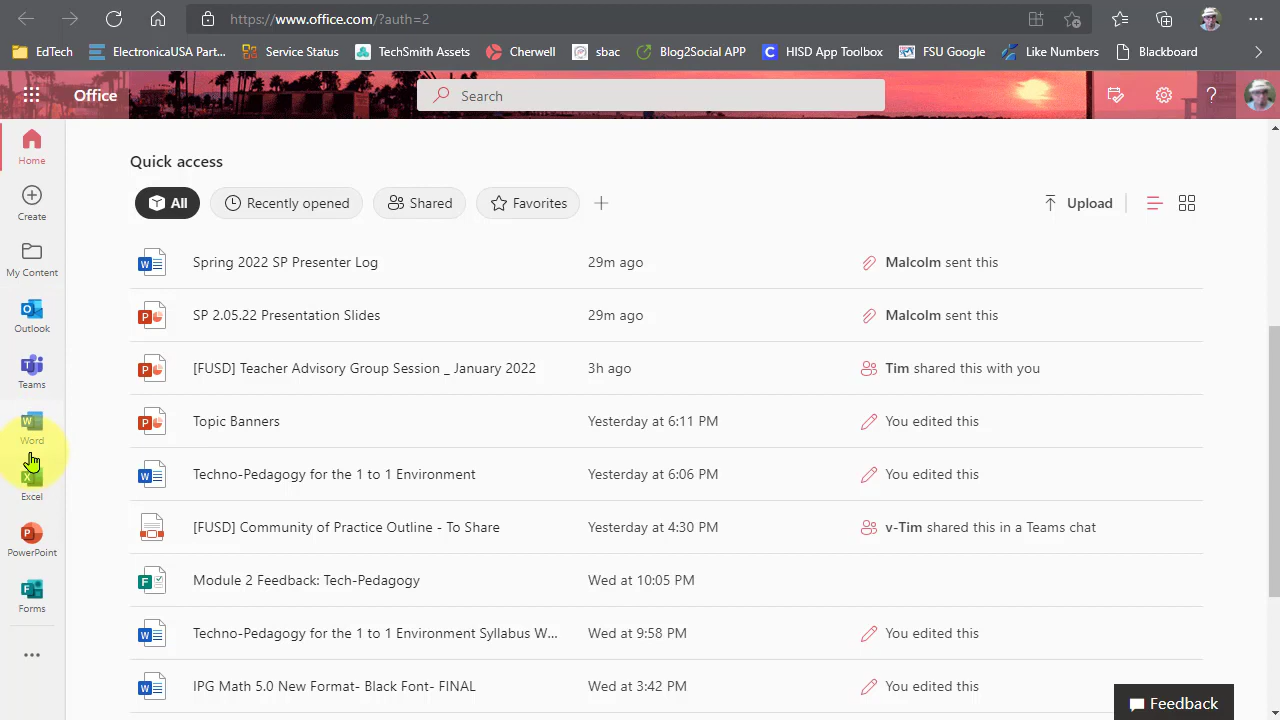 https://www.office.com/?auth=2
EdTech
ElectronicaUSA Part...
Service Status
TechSmith Assets
Cherwell
sbac
Blog2Social APP
HISD App Toolbox
FSU Google
Like Numbers
Blackboard
Office
Search
?
Home
Create
My Content
Outlook
Teams
Word
Excel
PowerPoint
Forms
Quick access
All
Recently opened
Shared
Favorites
Upload
Spring 2022 SP Presenter Log 29m ago Malcolm sent this
SP 2.05.22 Presentation Slides 29m ago Malcolm sent this
[FUSD] Teacher Advisory Group Session _ January 2022 3h ago Tim shared this with you
Topic Banners Yesterday at 6:11 PM You edited this
Techno-Pedagogy for the 1 to 1 Environment Yesterday at 6:06 PM You edited this
[FUSD] Community of Practice Outline - To Share Yesterday at 4:30 PM v-Tim shared this in a Teams chat
Module 2 Feedback: Tech-Pedagogy Wed at 10:05 PM
Techno-Pedagogy for the 1 to 1 Environment Syllabus W... Wed at 9:58 PM You edited this
IPG Math 5.0 New Format- Black Font- FINAL Wed at 3:42 PM You edited this
Feedback